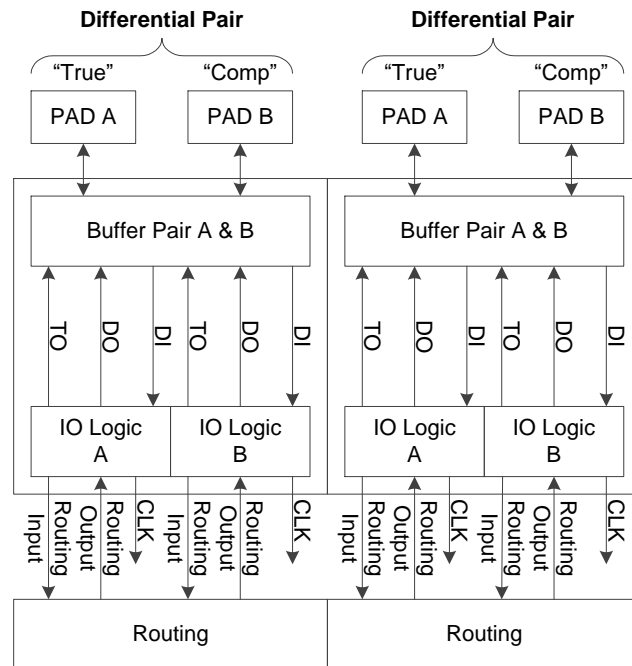 Differential Pair
Differential Pair
“True”
“Comp”
“True”
“Comp”
PAD A
PAD B
PAD A
PAD B
Buffer Pair A & B
Buffer Pair A & B
TO
DO
DI
TO
DO
DI
TO
DO
DI
TO
DO
DI
IO Logic
A
IO Logic
B
IO Logic
A
IO Logic
B
Routing
Input
Routing
Output
CLK
Routing
Input
Routing
Output
CLK
Routing
Input
Routing
Output
CLK
Routing
Input
Routing
Output
CLK
Routing
Routing